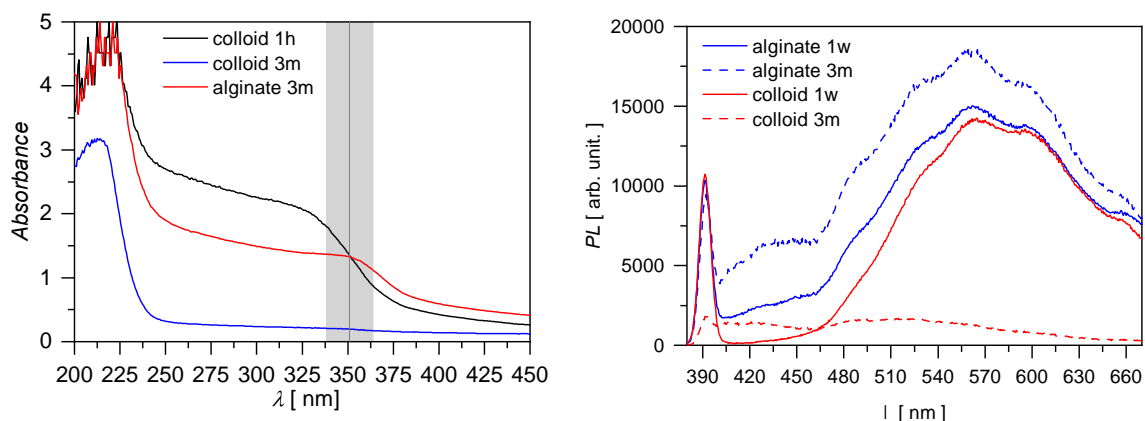 Absorbance
5
4
3
2
1
0
colloid 1h
colloid 3m
alginate 3m
200 225 250 275 300 325 350 375 400 425 450
λ [ nm]
PL [ arb. unit. ]
20000
15000
10000
5000
0
alginate 1w
alginate 3m
colloid 1w
colloid 3m
390 420 450 480 510 540 570 600 630 660
l [ nm]